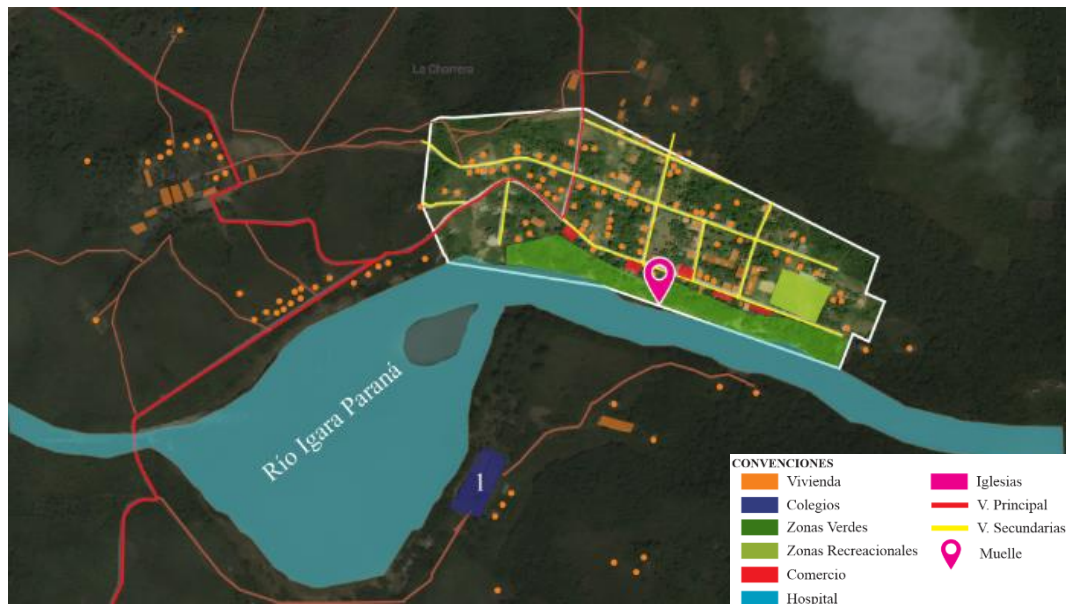 La Chorrera
Río Igara Paraná
1
CONVENCIONES
Vivienda
Colegios
Zonas Verdes
Zonas Recreacionales
Comercio
Hospital
Iglesias
V. Principal
V. Secundarias
Muelle